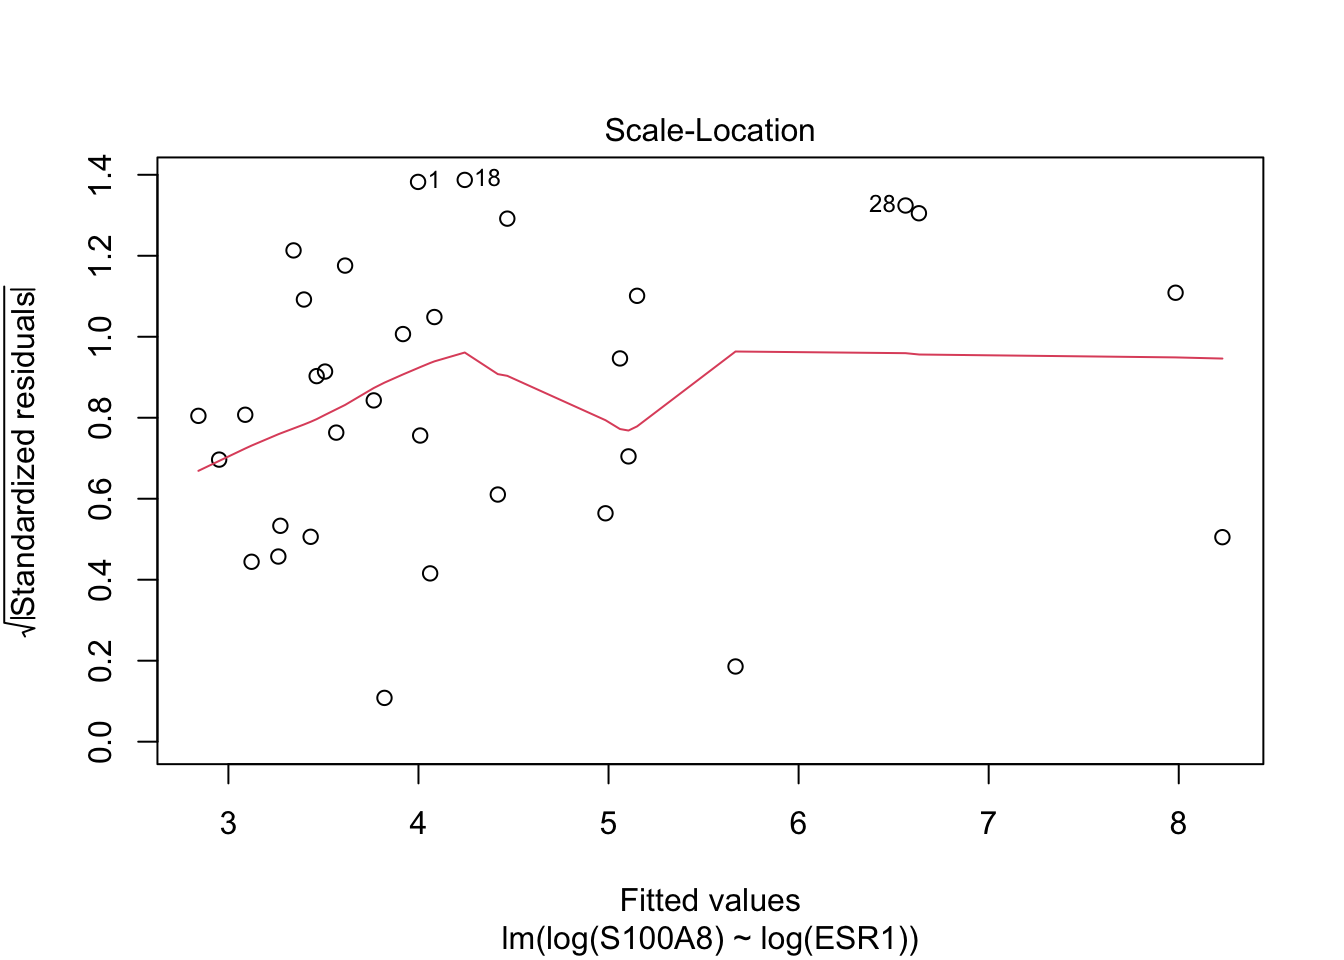 Scale-Location
√|Standardized residuals|
1.4
1.2
1.0
0.8
0.6
0.4
0.2
0.0
1
18
28
3 4 5 6 7 8
Fitted values
lm(log(S100A8) ~ log(ESR1))